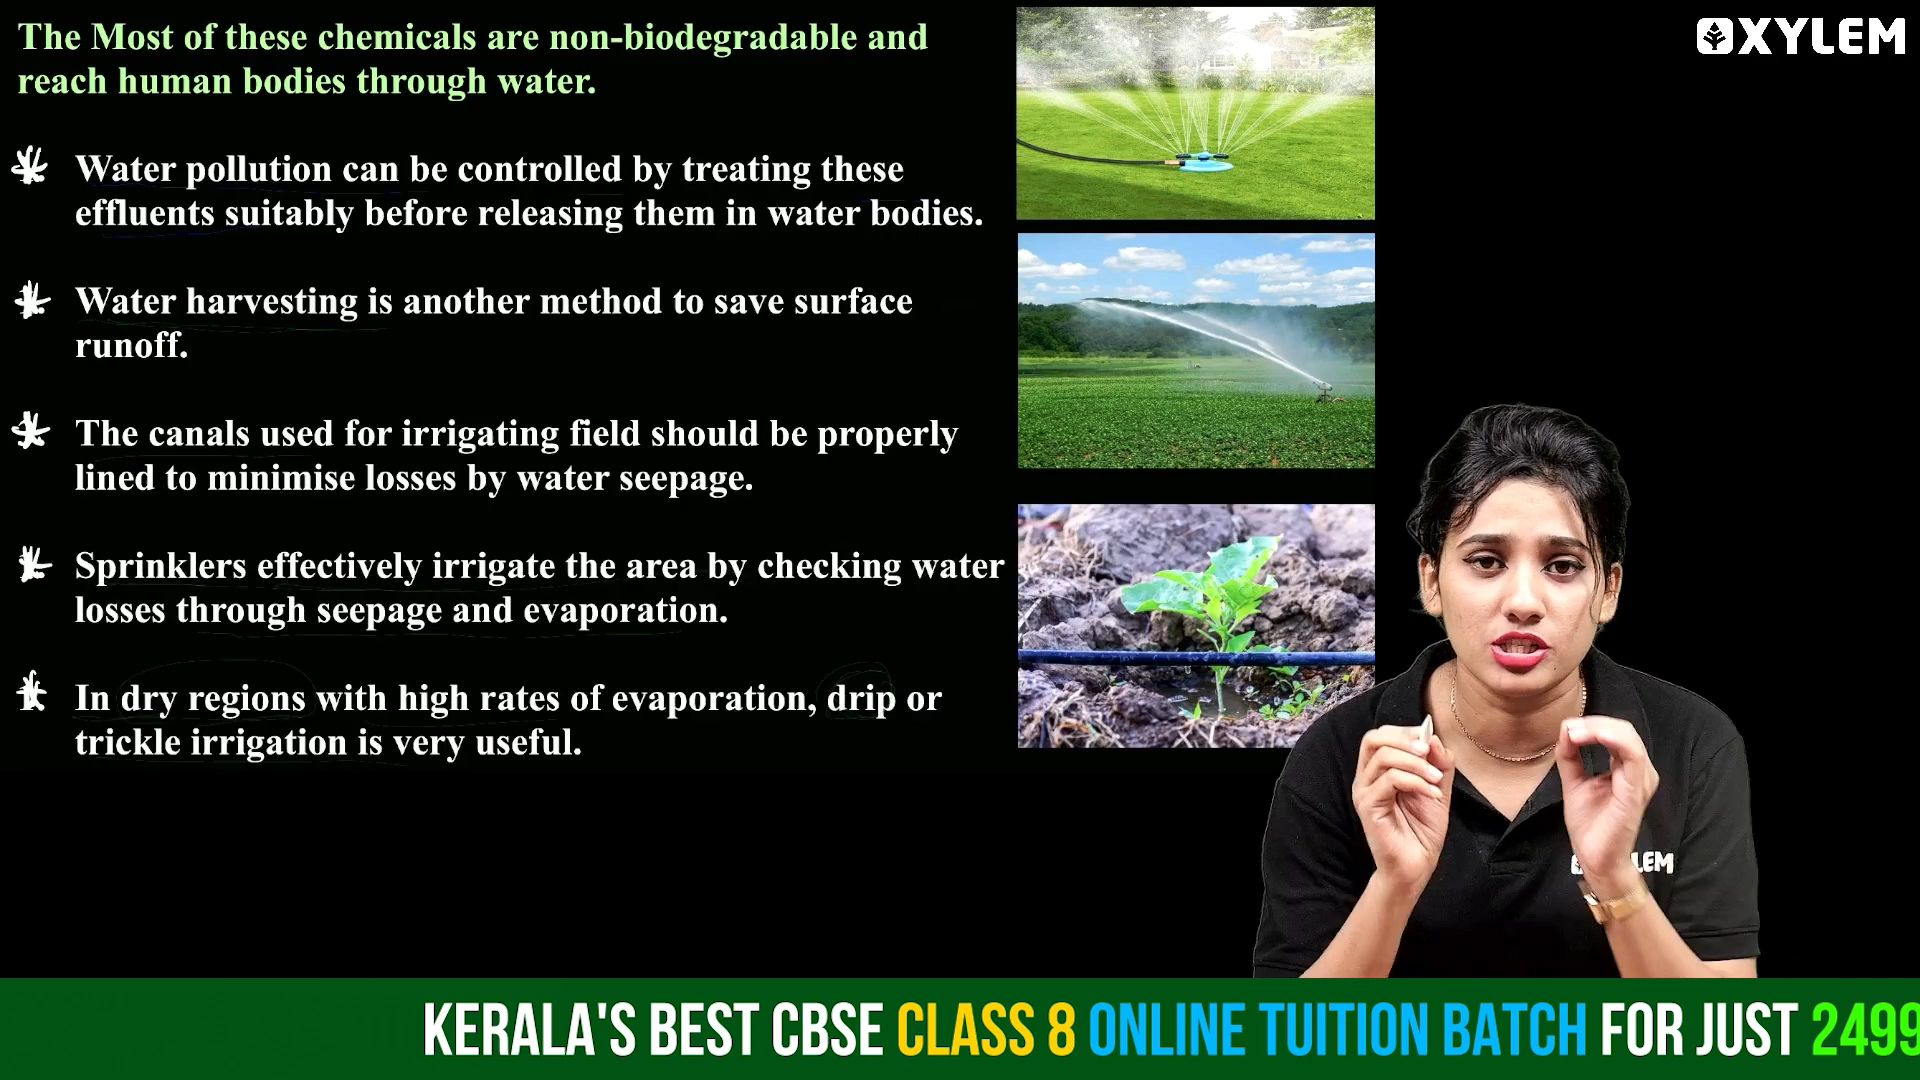 The Most of these chemicals are non-biodegradable and
reach human bodies through water.
Water pollution can be controlled by treating these
effluents suitably before releasing them in water bodies.
Water harvesting is another method to save surface
runoff.
The canals used for irrigating field should be properly
lined to minimise losses by water seepage.
Sprinklers effectively irrigate the area by checking water
losses through seepage and evaporation.
In dry regions with high rates of evaporation, drip or
trickle irrigation is very useful.
OXYLEM
LEM
KERALA'S BEST CBSE CLASS 8 ONLINE TUITION BATCH FOR JUST 2499